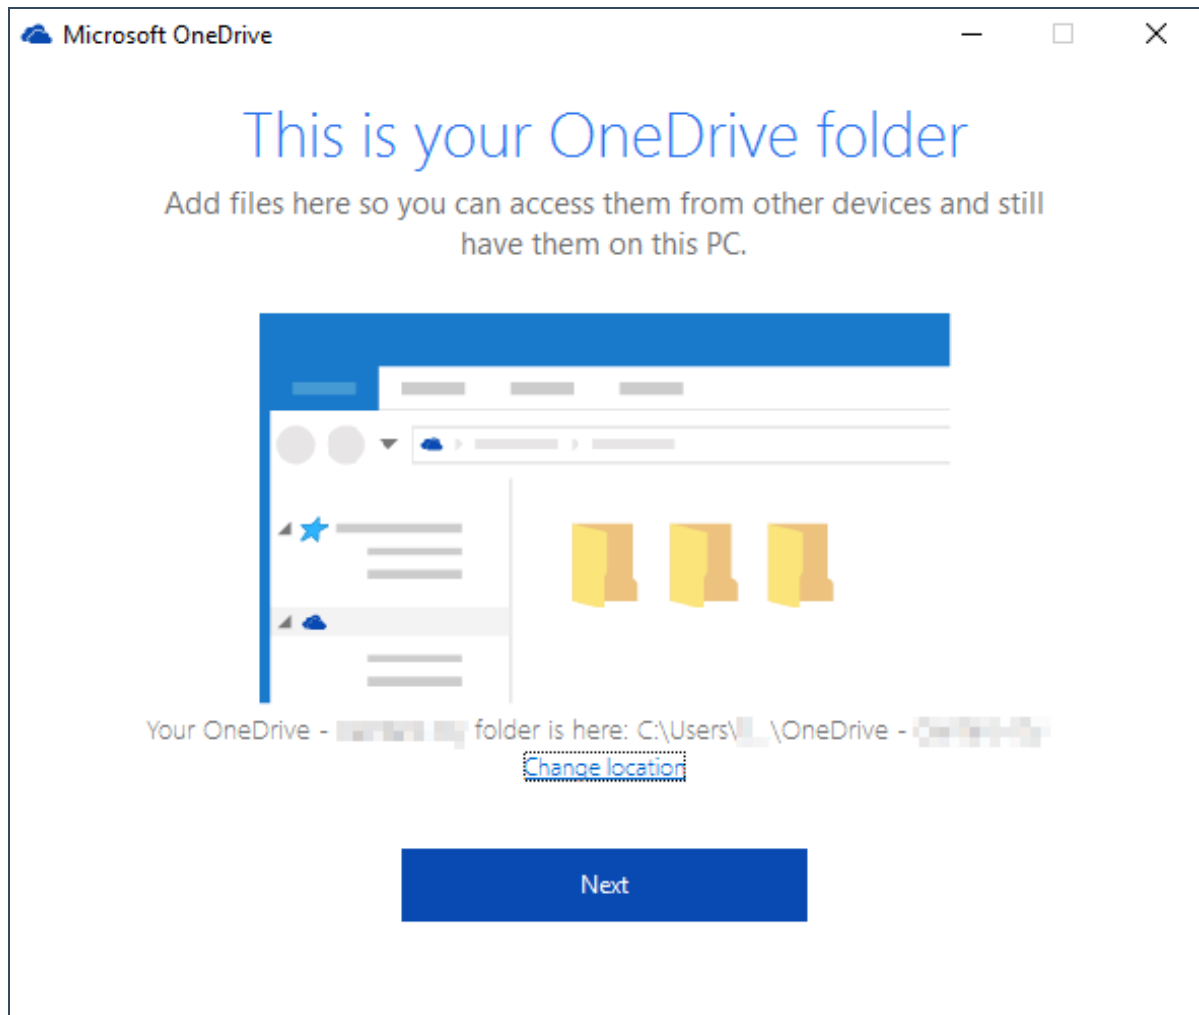 Microsoft OneDrive
This is your OneDrive folder
Add files here so you can access them from other devices and still
have them on this PC.
Your OneDrive - folder is here: C:\Users\ \OneDrive -
Change location
Next